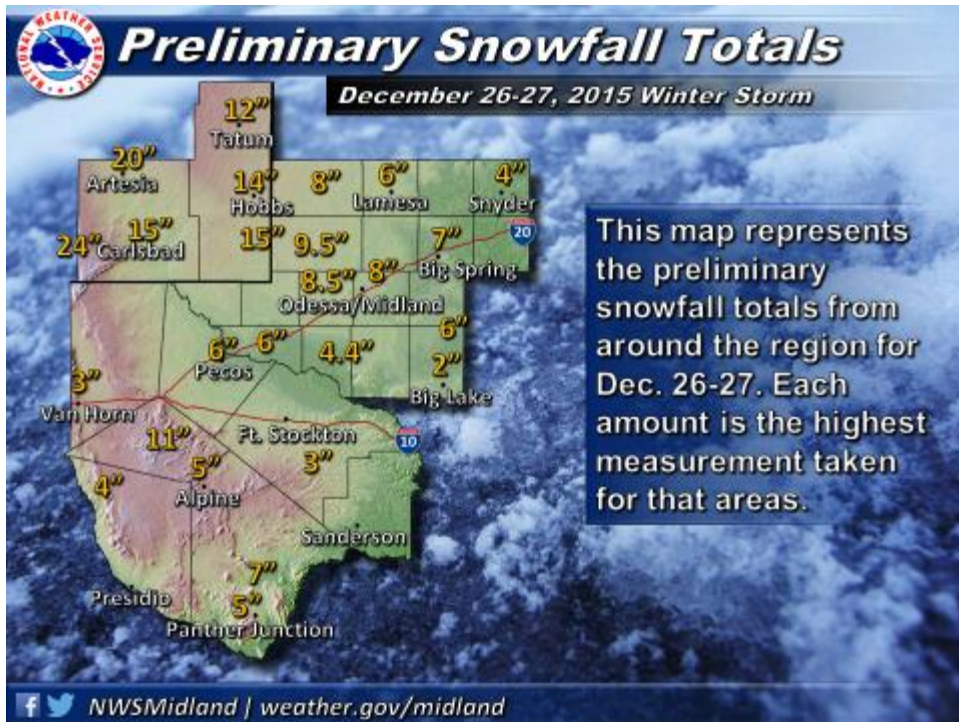 NATIONAL WEATHER SERVICE
Preliminary Snowfall Totals
December 26-27, 2015 Winter Storm
12”
Tatum
20”
Artesia
14”
Hobbs
8”
6”
Lamesa
4”
Snyder
24”
15”
Carlsbad
15”
9.5”
7”
Big Spring
20
8.5”
8”
Odessa/Midland
6”
Pecos
6”
4.4”
6”
2”
Big Lake
3”
Van Horn
11”
Ft. Stockton
10
3”
4”
5”
Alpine
Sanderson
7”
Presidio
5”
Panther Junction
This map represents
the preliminary
snowfall totals from
around the region for
Dec. 26-27. Each
amount is the highest
measurement taken
for that areas.
NWSMidland | weather.gov/midland